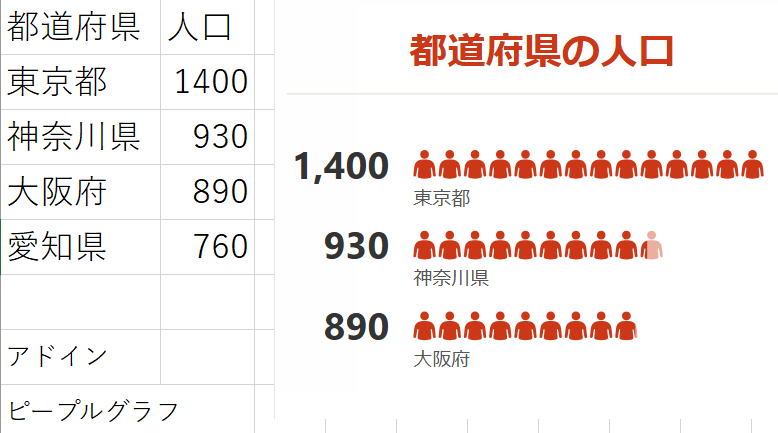 都道府県 人口
東京都 1400
神奈川県 930
大阪府 890
愛知県 760
アドイン
ピープルグラフ
都道府県の人口
1,400
東京都
930
神奈川県
890
大阪府